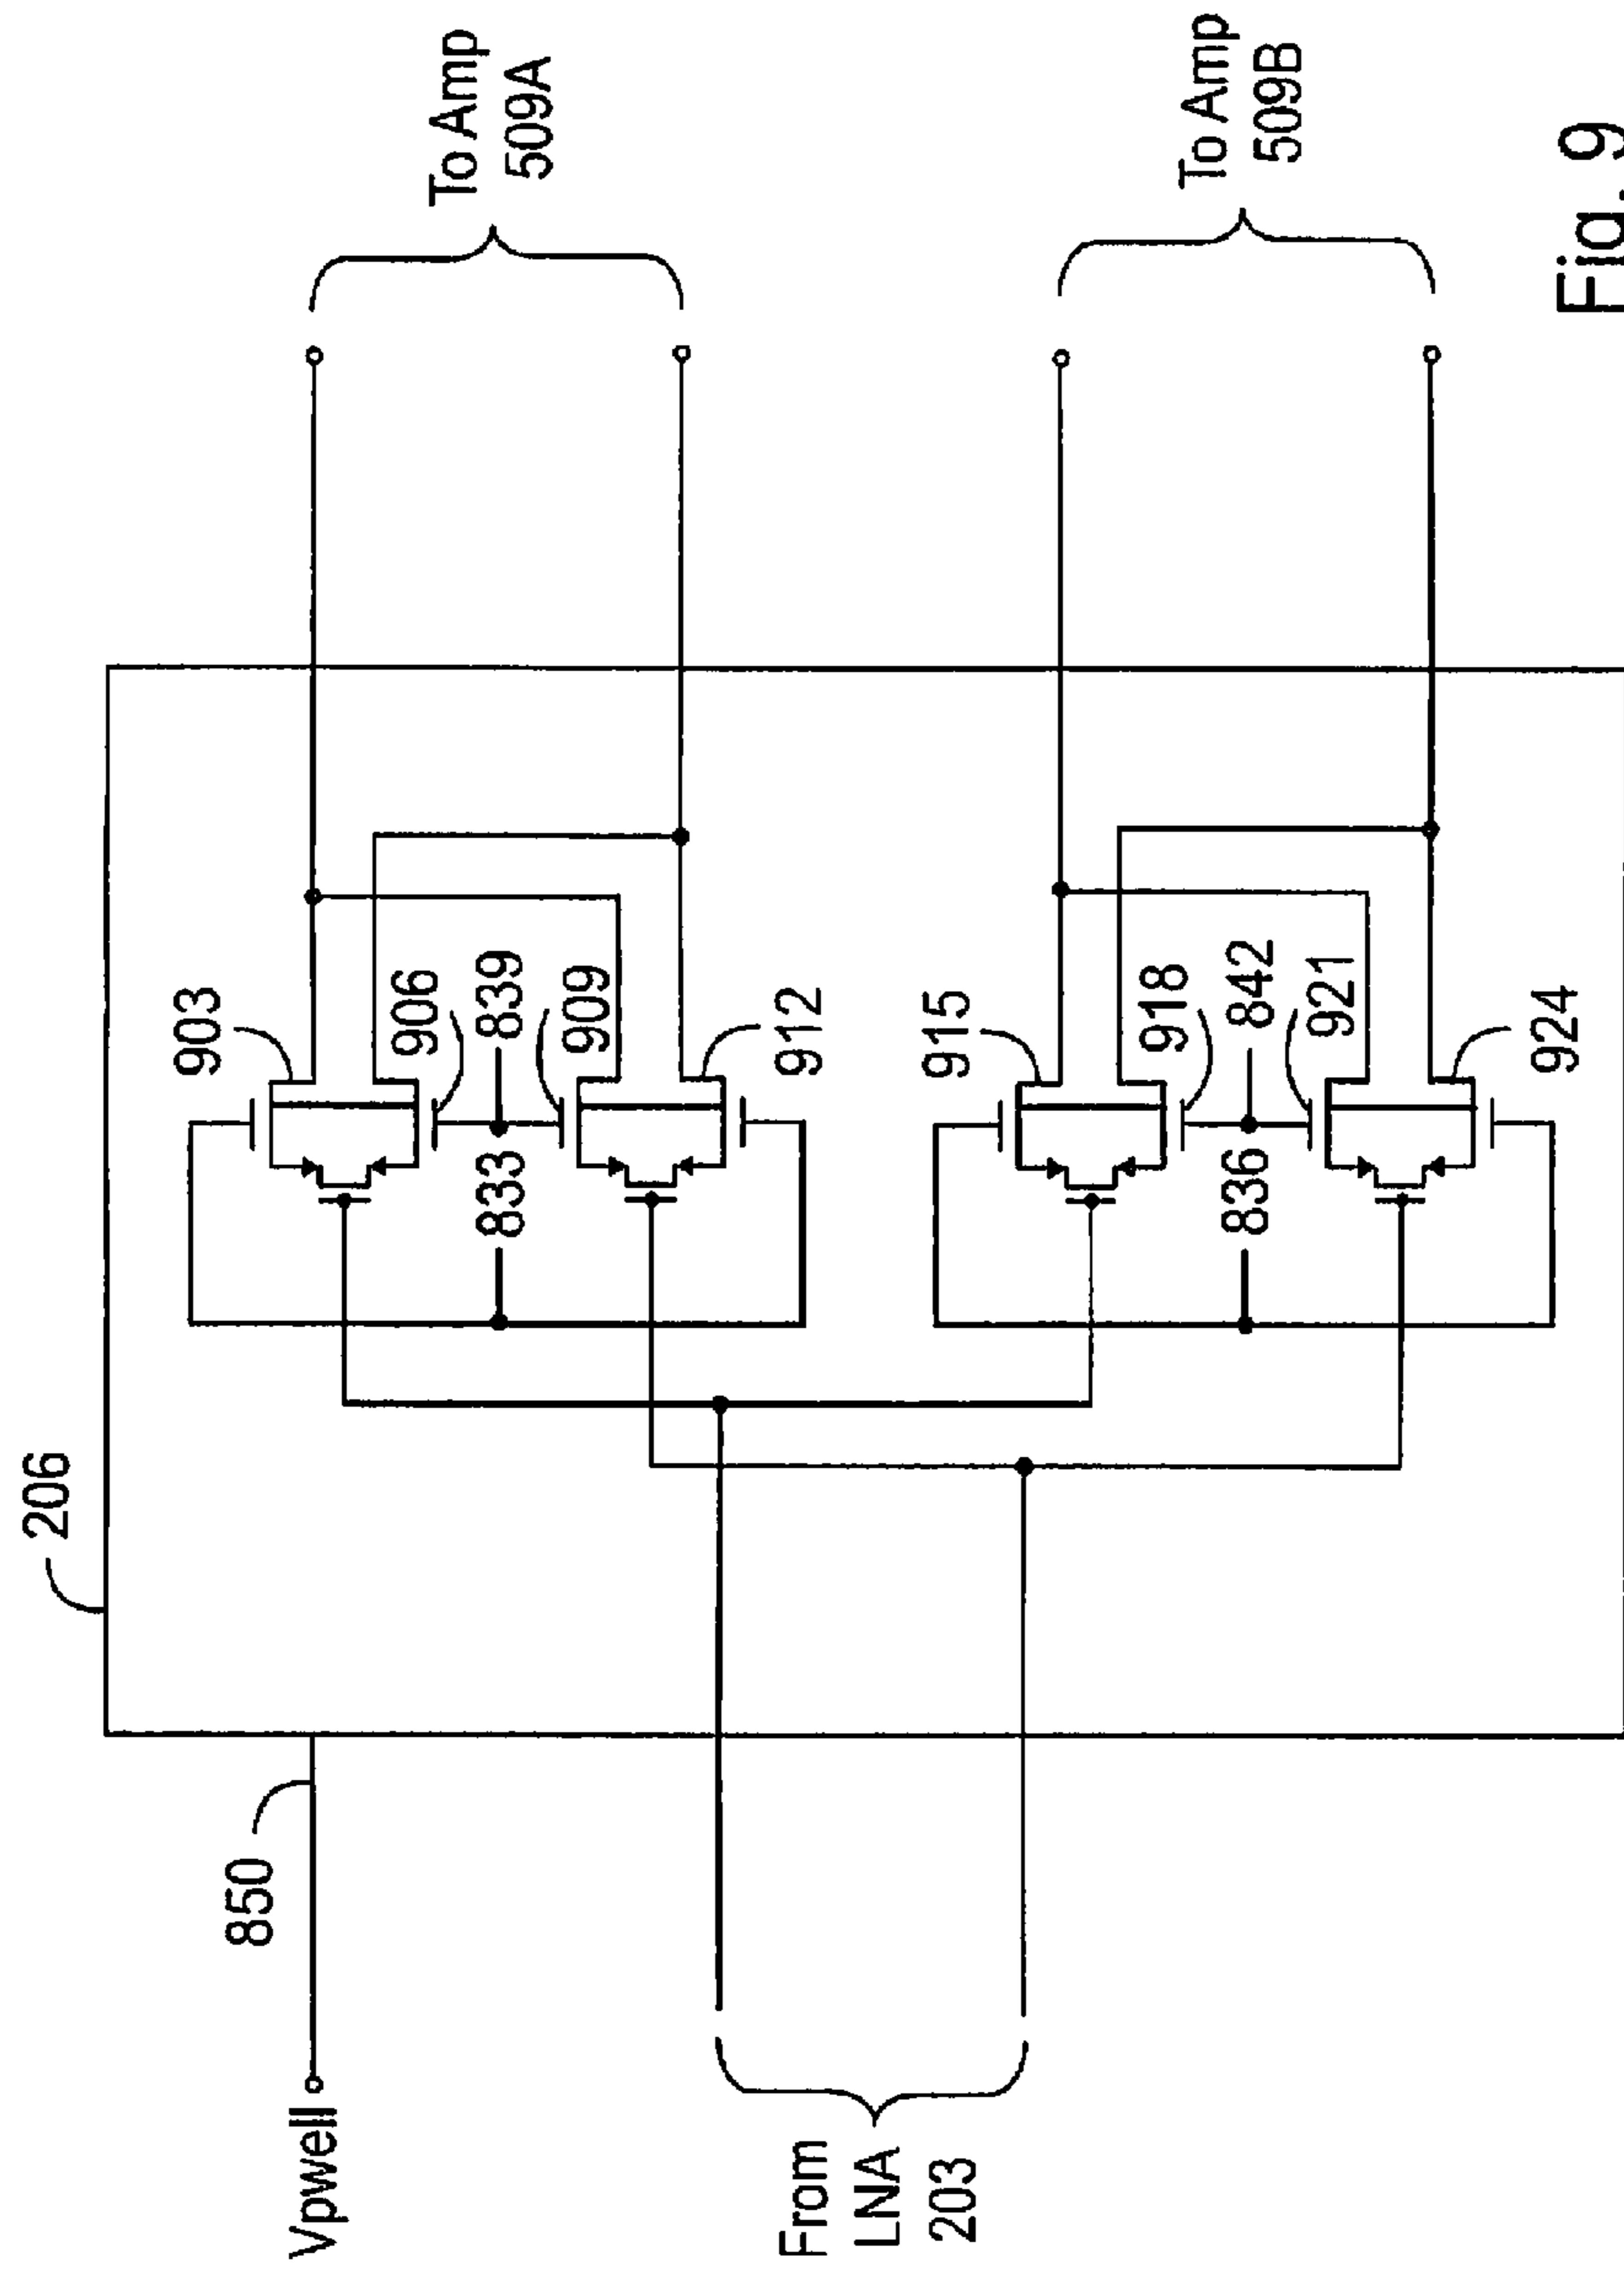 206
850
Vpwell
903
906
839
909
833
912
To Amp
509A
From
LNA
203
915
918
842
921
836
924
To Amp
509B
Fig. 9